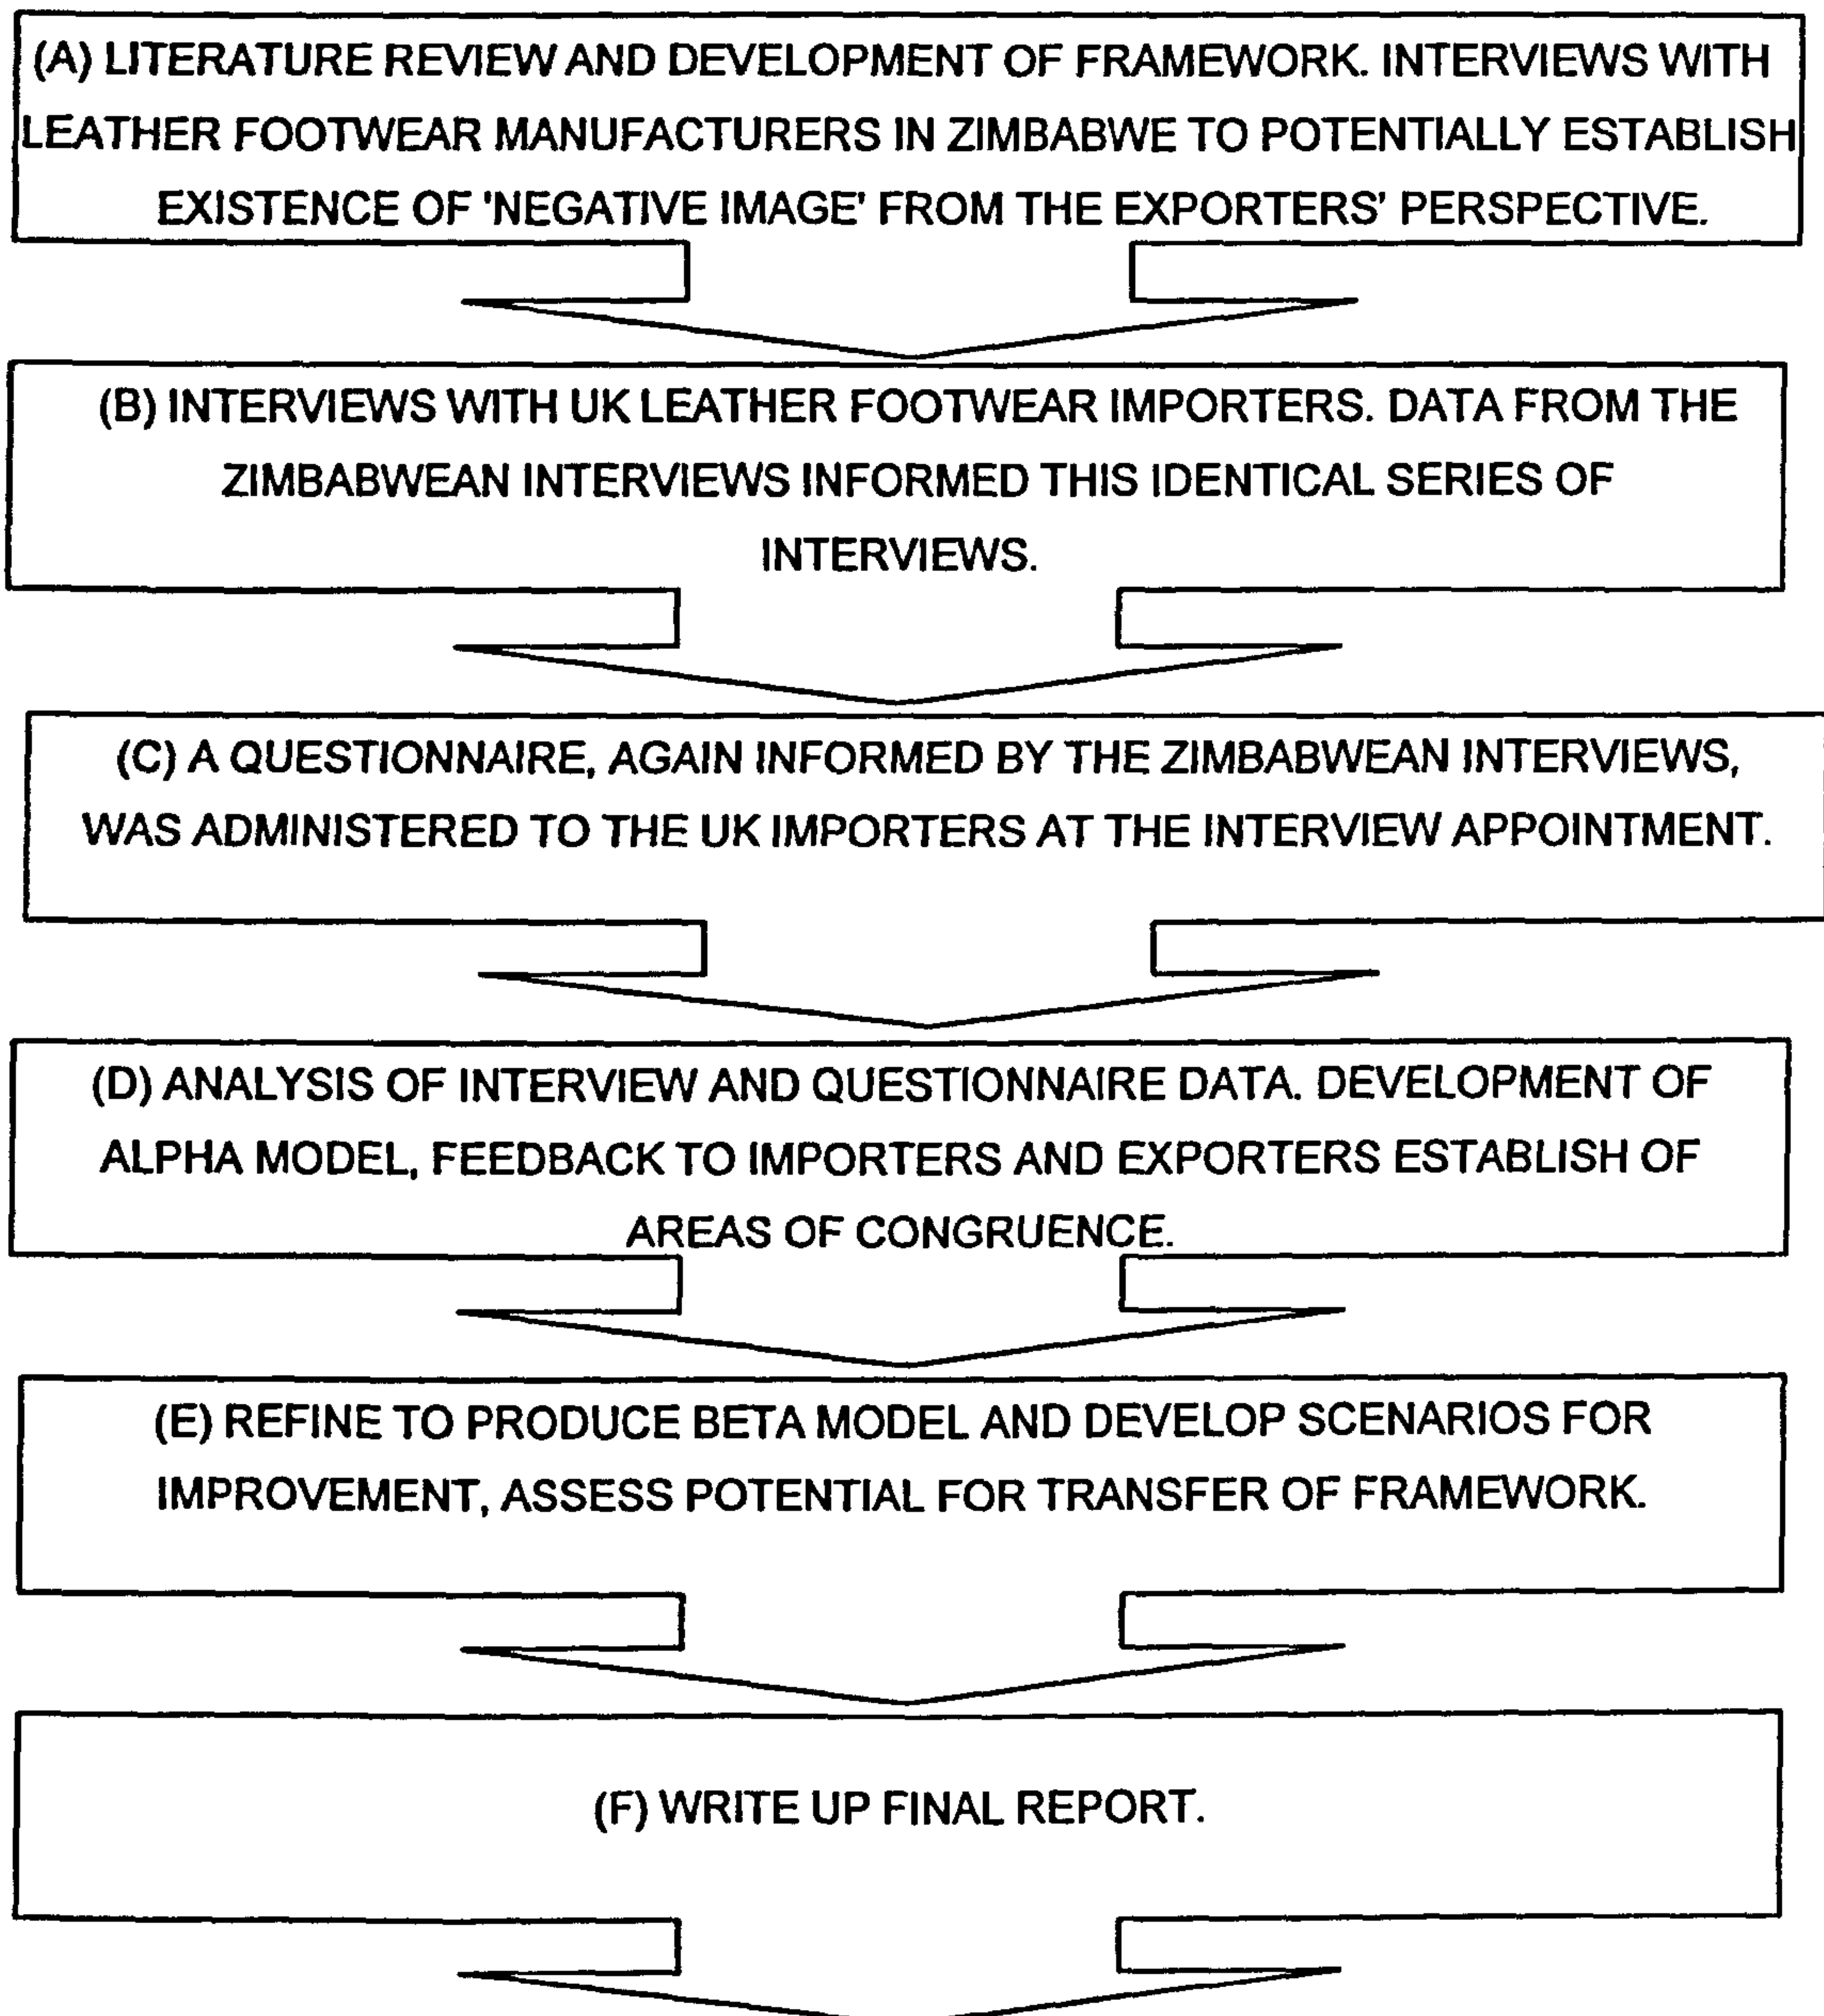 (A) LITERATURE REVIEW AND DEVELOPMENT OF FRAMEWORK. INTERVIEWS WITH
LEATHER FOOTWEAR MANUFACTURERS IN ZIMBABWE TO POTENTIALLY ESTABLISH
EXISTENCE OF 'NEGATIVE IMAGE' FROM THE EXPORTERS' PERSPECTIVE.
(B) INTERVIEWS WITH UK LEATHER FOOTWEAR IMPORTERS. DATA FROM THE
ZIMBABWEAN INTERVIEWS INFORMED THIS IDENTICAL SERIES OF
INTERVIEWS.
(C) A QUESTIONNAIRE, AGAIN INFORMED BY THE ZIMBABWEAN INTERVIEWS,
WAS ADMINISTERED TO THE UK IMPORTERS AT THE INTERVIEW APPOINTMENT.
(D) ANALYSIS OF INTERVIEW AND QUESTIONNAIRE DATA. DEVELOPMENT OF
ALPHA MODEL, FEEDBACK TO IMPORTERS AND EXPORTERS ESTABLISH OF
AREAS OF CONGRUENCE.
(E) REFINE TO PRODUCE BETA MODEL AND DEVELOP SCENARIOS FOR
IMPROVEMENT, ASSESS POTENTIAL FOR TRANSFER OF FRAMEWORK.
(F) WRITE UP FINAL REPORT.